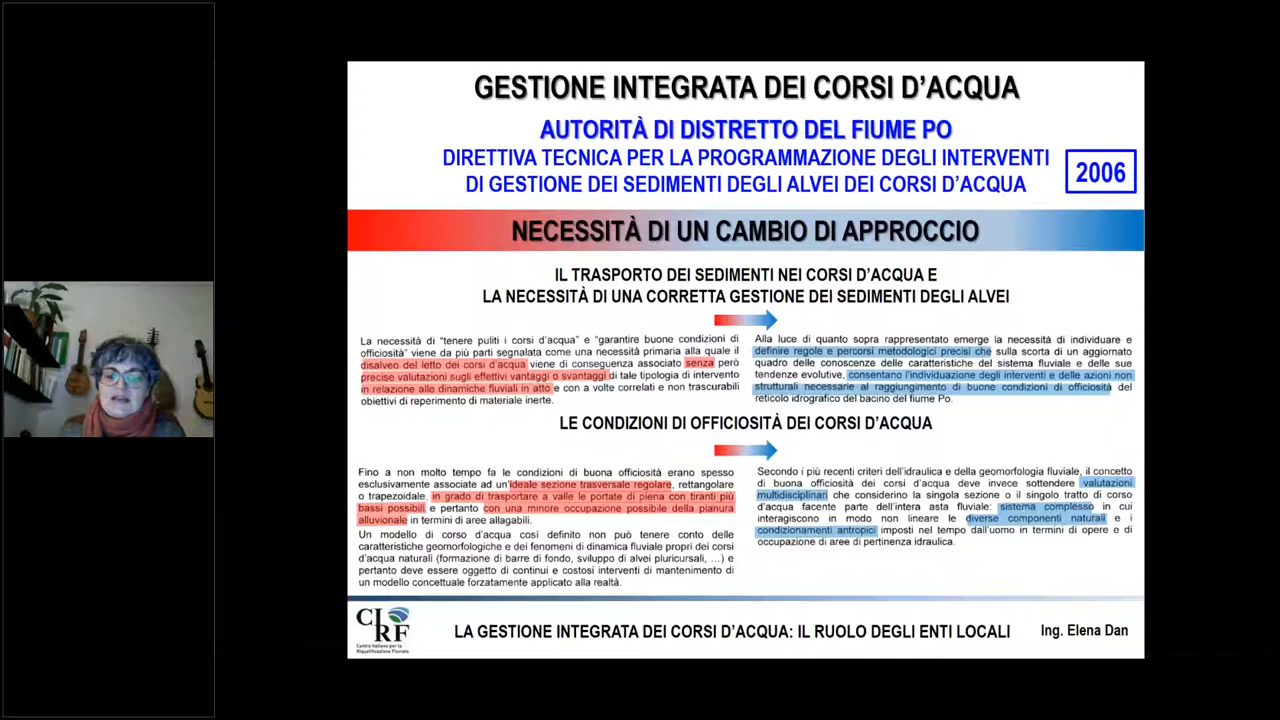 GESTIONE INTEGRATA DEI CORSI D'ACQUA
AUTORITÀ DI DISTRETTO DEL FIUME PO
DIRETTIVA TECNICA PER LA PROGRAMMAZIONE DEGLI INTERVENTI
DI GESTIONE DEI SEDIMENTI DEGLI ALVEI DEI CORSI D'ACQUA
2006
NECESSITÀ DI UN CAMBIO DI APPROCCIO
IL TRASPORTO DEI SEDIMENTI NEI CORSI D'ACQUA E
LA NECESSITÀ DI UNA CORRETTA GESTIONE DEI SEDIMENTI DEGLI ALVEI
La necessità di "tenere puliti i corsi d'acqua" e "garantire buone condizioni di
officiosità" viene da più parti segnalata come una necessità primaria alla quale il
disalveo del letto dei corsi d'acqua viene di conseguenza associato senza però
precise valutazioni sugli effettivi vantaggi o svantaggi di tale tipologia di intervento
in relazione alle dinamiche fluviali in atto e con a volte correlati e non trascurabili
obiettivi di reperimento di materiale inerte.
Alla luce di quanto sopra rappresentato emerge la necessità di individuare e
definire regole e percorsi metodologici precisi che sulla scorta di un aggiornato
quadro delle conoscenze delle caratteristiche del sistema fluviale e delle sue
tendenze evolutive, consentano l'individuazione degli interventi e delle azioni non
strutturali necessarie al raggiungimento di buone condizioni di officiosità del
reticolo idrografico del bacino del fiume Po.
LE CONDIZIONI DI OFFICIOSITÀ DEI CORSI D'ACQUA
Fino a non molto tempo fa le condizioni di buona officiosità erano spesso
esclusivamente associate ad un'ideale sezione trasversale regolare, rettangolare
o trapezoidale, in grado di trasportare a valle le portate di piena con tiranti più
bassi possibili e pertanto con una minore occupazione possibile della pianura
alluvionale in termini di aree allagabili.
Un modello di corso d'acqua così definito non può tenere conto delle
caratteristiche geomorfologiche e dei fenomeni di dinamica fluviale propri dei corsi
d'acqua naturali (formazione di barre di fondo, sviluppo di alvei pluricursali, ...) e
pertanto deve essere oggetto di continui e costosi interventi di mantenimento di
un modello concettuale forzatamente applicato alla realtà.
Secondo i più recenti criteri dell'idraulica e della geomorfologia fluviale, il concetto
di buona officiosità dei corsi d'acqua deve invece sottendere valutazioni
multidisciplinari che considerino la singola sezione o il singolo tratto di corso
d'acqua facente parte dell'intera asta fluviale: sistema complesso in cui
interagiscono in modo non lineare le diverse componenti naturali e i
condizionamenti antropici imposti nel tempo dall'uomo in termini di opere e di
occupazione di aree di pertinenza idraulica.
CIRF
Centro Italiano per la
Riqualificazione Fluviale
LA GESTIONE INTEGRATA DEI CORSI D'ACQUA: IL RUOLO DEGLI ENTI LOCALI
Ing. Elena Dan